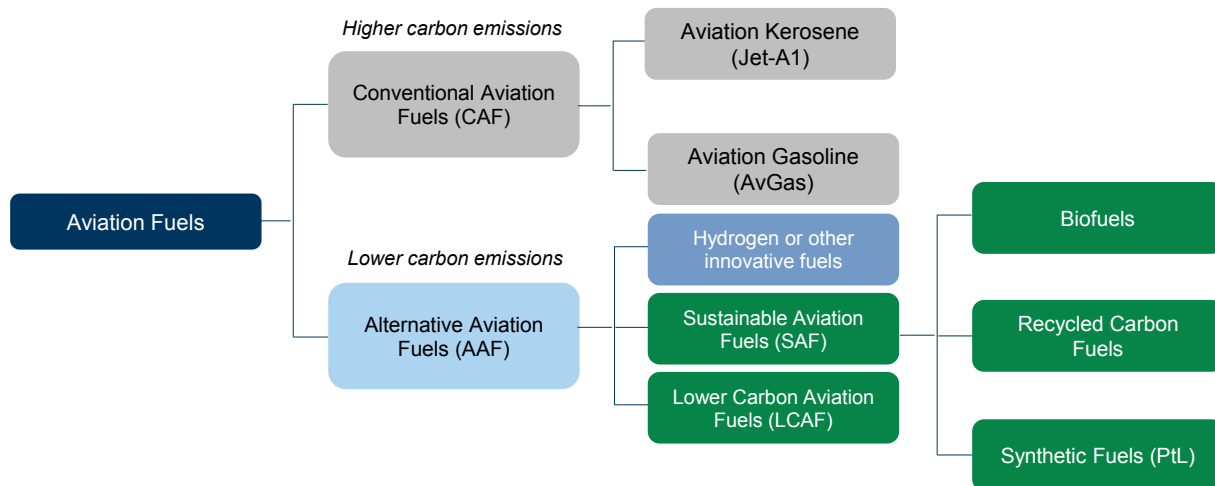 Higher carbon emissions
Aviation Kerosene
(Jet-A1)
Conventional Aviation
Fuels (CAF)
Aviation Gasoline
(AvGas)
Aviation Fuels
Biofuels
Hydrogen or other
innovative fuels
Lower carbon emissions
Alternative Aviation
Fuels (AAF)
Sustainable Aviation
Fuels (SAF)
Recycled Carbon
Fuels
Lower Carbon Aviation
Fuels (LCAF)
Synthetic Fuels (PtL)